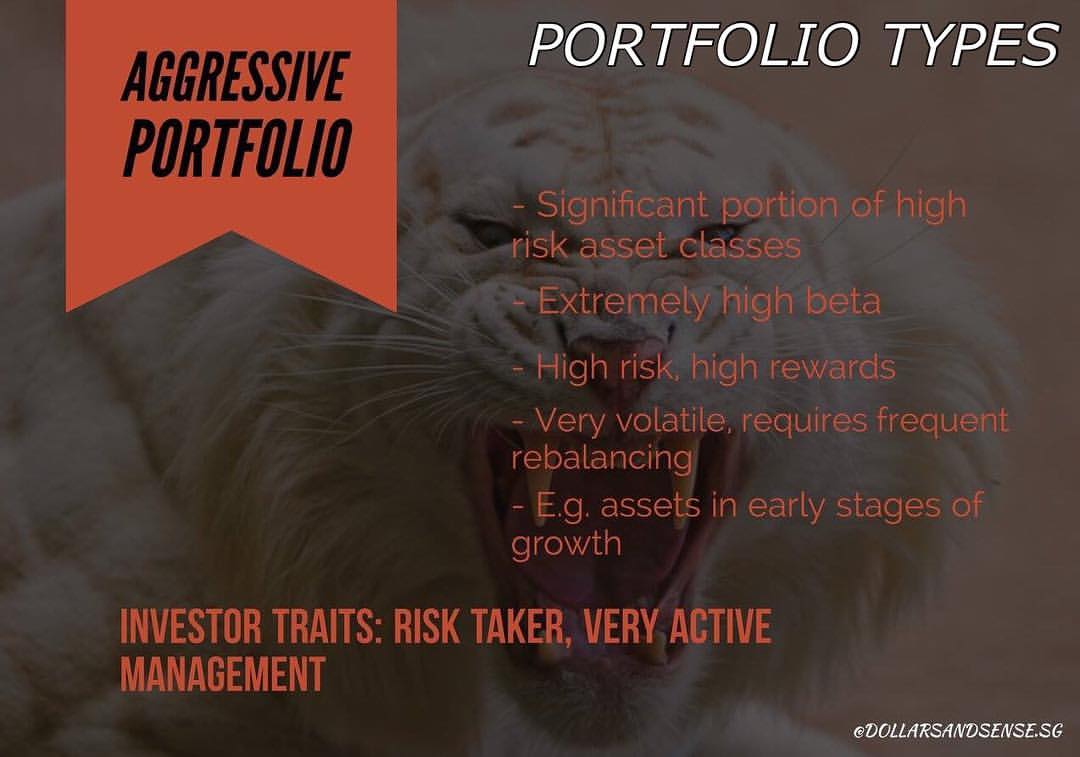 AGGRESSIVE
PORTFOLIO
PORTFOLIO TYPES
- Significant portion of high
risk asset classes
- Extremely high beta
- High risk, high rewards
- Very volatile, requires frequent
rebalancing
- E.g. assets in early stages of
growth
INVESTOR TRAITS: RISK TAKER, VERY ACTIVE
MANAGEMENT
@DOLLARSANDSENSE.SG